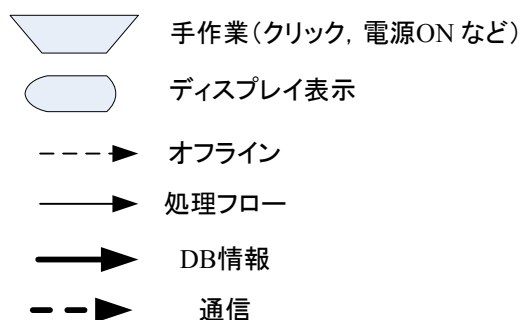 手作業（クリック，電源ON など）
ディスプレイ表示
オフライン
処理フロー
DB情報
通信